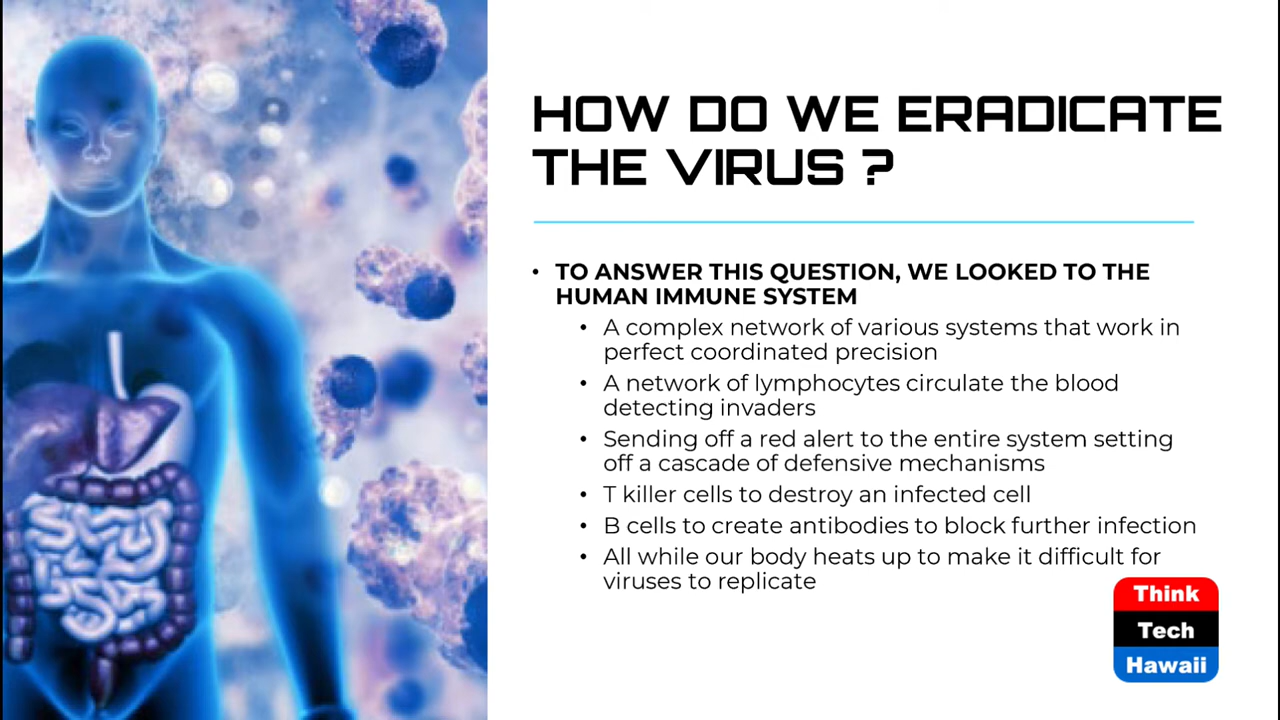 HOW DO WE ERADICATE
THE VIRUS ?
• TO ANSWER THIS QUESTION, WE LOOKED TO THE
HUMAN IMMUNE SYSTEM
• A complex network of various systems that work in
perfect coordinated precision
• A network of lymphocytes circulate the blood
detecting invaders
• Sending off a red alert to the entire system setting
off a cascade of defensive mechanisms
• T killer cells to destroy an infected cell
• B cells to create antibodies to block further infection
• All while our body heats up to make it difficult for
viruses to replicate
Think
Tech
Hawaii